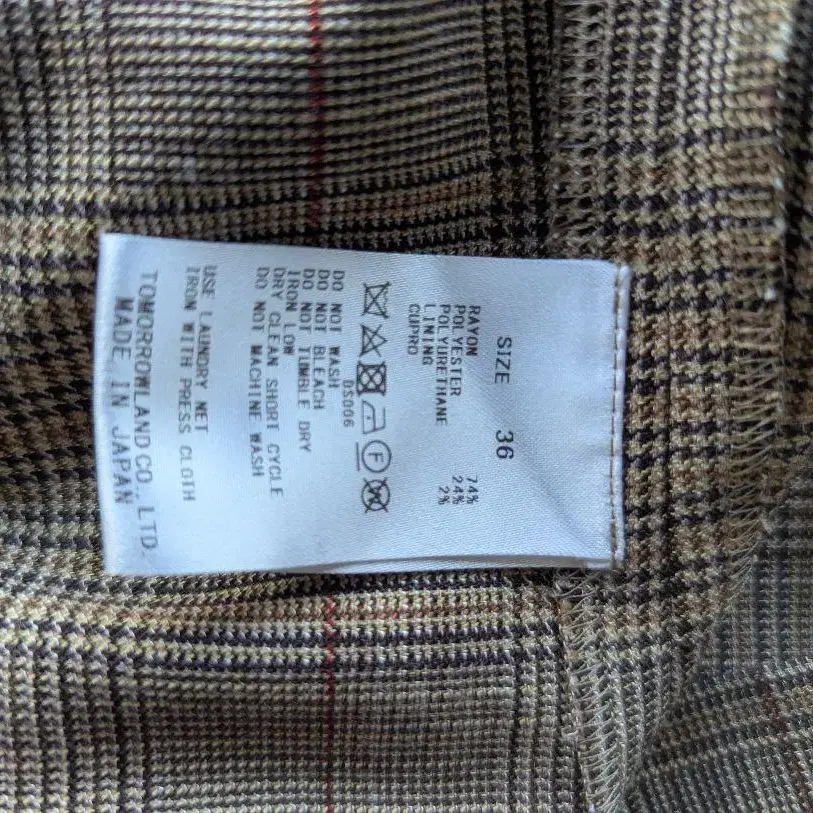 SIZE 36
RAYON 74%
POLYESTER 24%
POLYURETHANE 2%
LINING
CUPRO
F W
DS006
DO NOT WASH
DO NOT BLEACH
DO NOT TUMBLE DRY
IRON LOW
DRY CLEAN SHORT CYCLE
DO NOT MACHINE WASH
USE LAUNDRY NET
IRON WITH PRESS CLOTH
TOMORROWLAND CO., LTD.
MADE IN JAPAN